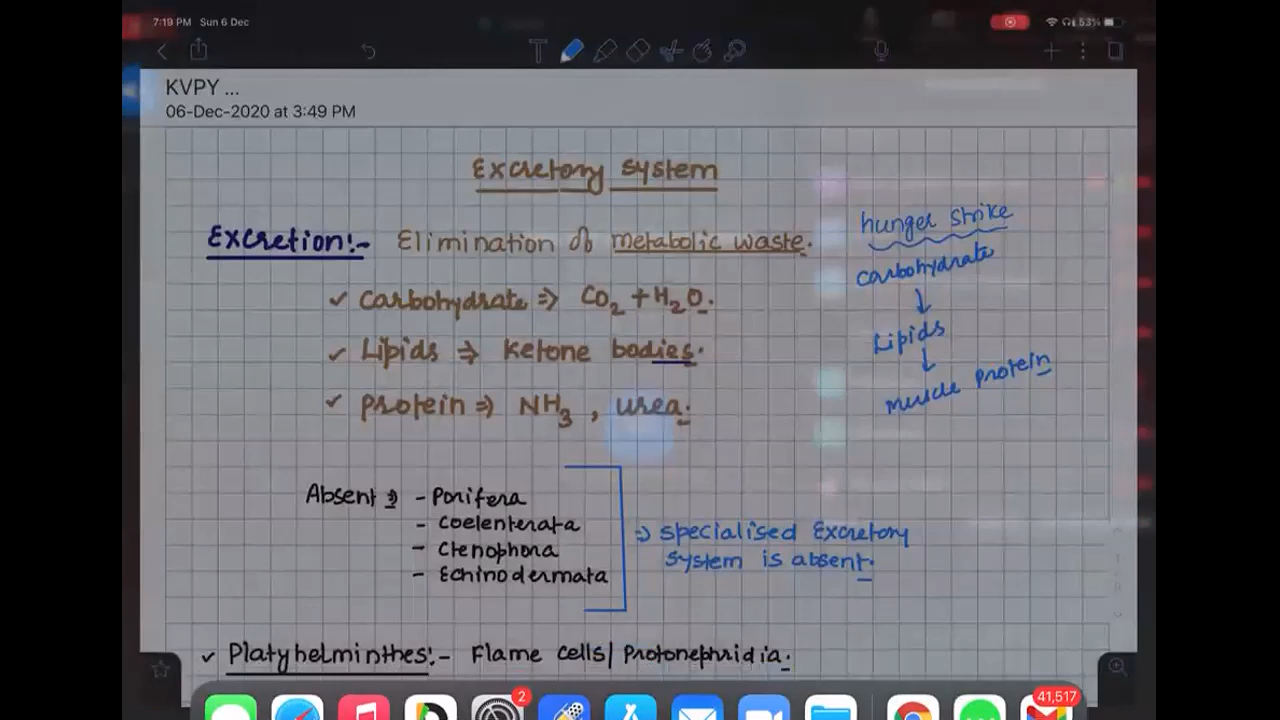 7:19 PM Sun 6 Dec
53%
KVPY ...
06-Dec-2020 at 3:49 PM
Excretory System
Excretion:- Elimination of metabolic waste.
✓ Carbohydrate ⇒ CO₂ + H₂O.
✓ Lipids ⇒ Ketone bodies.
✓ Protein ⇒ NH₃, urea.
hunger strike
carbohydrate
↓
Lipids
↓
muscle protein
Absent ⇒ - Porifera
- Coelenterata
- Ctenophora
- Echinodermata
⇒ specialised Excretory
System is absent.
✓ Platyhelminthes:- Flame cells/ Protonephridia.
2
41,517